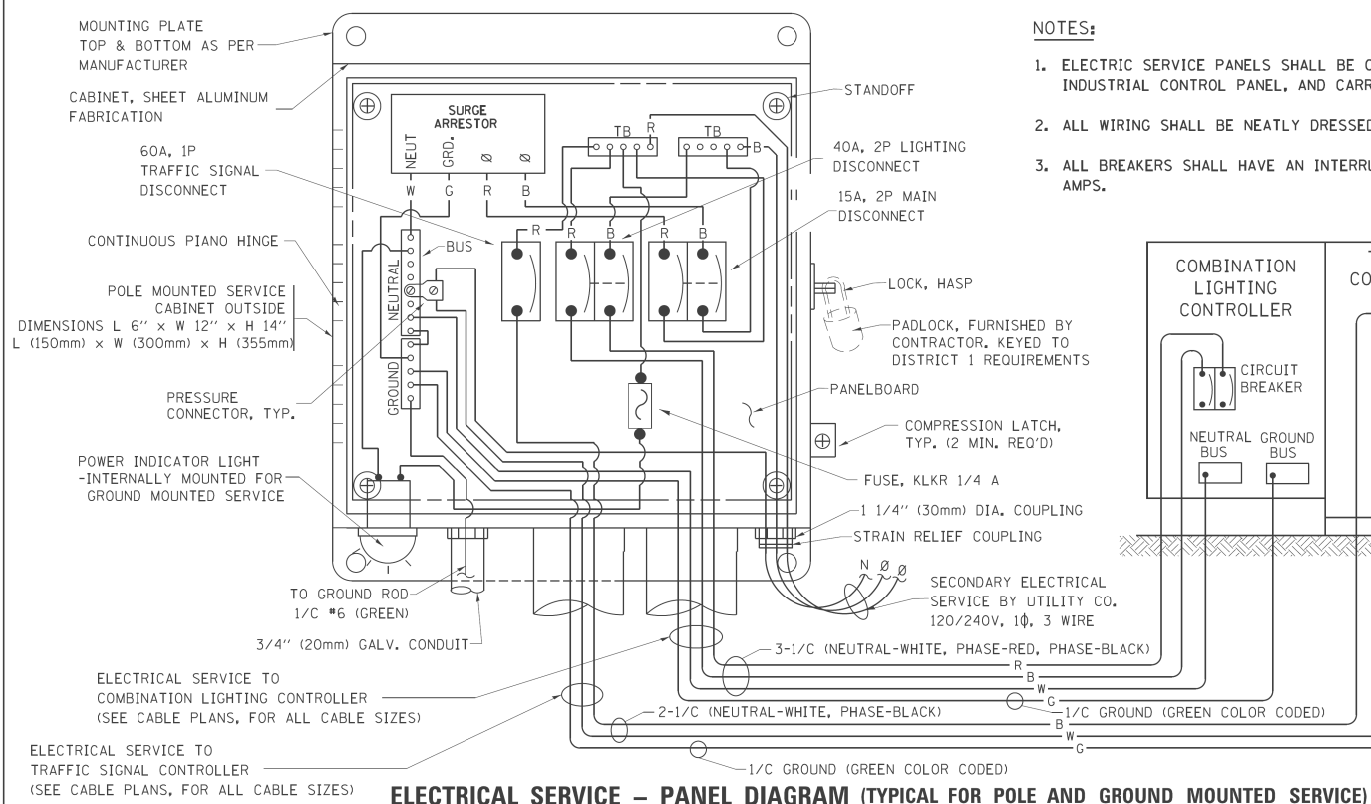 MOUNTING PLATE
TOP & BOTTOM AS PER
MANUFACTURER
CABINET, SHEET ALUMINUM
FABRICATION
60A, 1P
TRAFFIC SIGNAL
DISCONNECT
CONTINUOUS PIANO HINGE
POLE MOUNTED SERVICE
CABINET OUTSIDE
DIMENSIONS L 6" x W 12" x H 14"
L (150mm) x W (300mm) x H (355mm)
PRESSURE
CONNECTOR, TYP.
POWER INDICATOR LIGHT
-INTERNALLY MOUNTED FOR
GROUND MOUNTED SERVICE
SURGE
ARRESTOR
NEUT
GRD.
Ø
Ø
W
G
R
B
TB
R
TB
B
BUS
NEUTRAL
GROUND
R
R
B
R
B
STANDOFF
40A, 2P LIGHTING
DISCONNECT
15A, 2P MAIN
DISCONNECT
LOCK, HASP
PADLOCK, FURNISHED BY
CONTRACTOR. KEYED TO
DISTRICT 1 REQUIREMENTS
PANELBOARD
COMPRESSION LATCH,
TYP. (2 MIN. REQ'D)
FUSE, KLKR 1/4 A
1 1/4" (30mm) DIA. COUPLING
STRAIN RELIEF COUPLING
N Ø Ø
SECONDARY ELECTRICAL
SERVICE BY UTILITY CO.
120/240V, 1ϕ, 3 WIRE
NOTES:
1. ELECTRIC SERVICE PANELS SHALL BE C
INDUSTRIAL CONTROL PANEL, AND CARR
2. ALL WIRING SHALL BE NEATLY DRESSED
3. ALL BREAKERS SHALL HAVE AN INTERRU
AMPS.
COMBINATION
LIGHTING
CONTROLLER
CO
CIRCUIT
BREAKER
NEUTRAL
BUS
GROUND
BUS
TO GROUND ROD
1/C #6 (GREEN)
3/4" (20mm) GALV. CONDUIT
ELECTRICAL SERVICE TO
COMBINATION LIGHTING CONTROLLER
(SEE CABLE PLANS, FOR ALL CABLE SIZES)
ELECTRICAL SERVICE TO
TRAFFIC SIGNAL CONTROLLER
(SEE CABLE PLANS, FOR ALL CABLE SIZES)
3-1/C (NEUTRAL-WHITE, PHASE-RED, PHASE-BLACK)
R
B
W
G
1/C GROUND (GREEN COLOR CODED)
2-1/C (NEUTRAL-WHITE, PHASE-BLACK)
B
W
G
1/C GROUND (GREEN COLOR CODED)
ELECTRICAL SERVICE – PANEL DIAGRAM (TYPICAL FOR POLE AND GROUND MOUNTED SERVICE